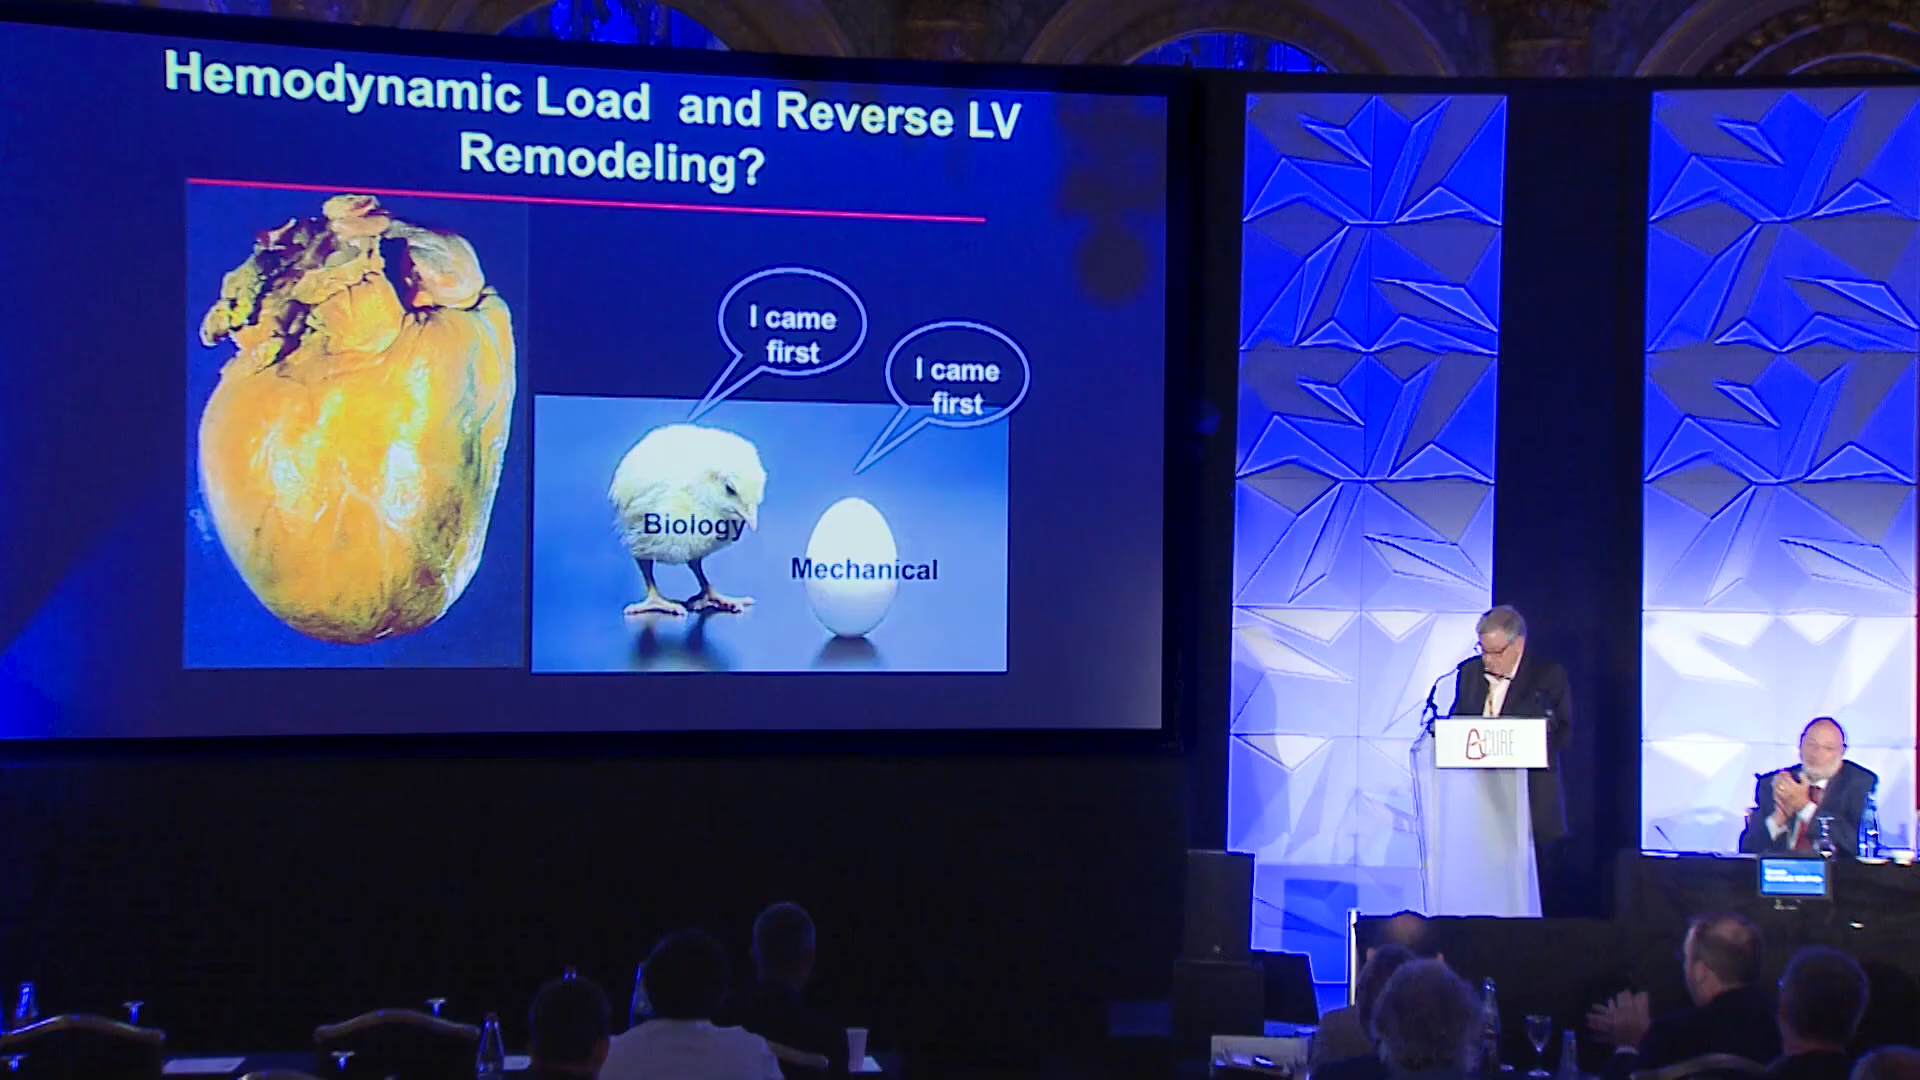 Hemodynamic Load and Reverse LV
Remodeling?
I came
first
I came
first
Biology
Mechanical
A-CURE